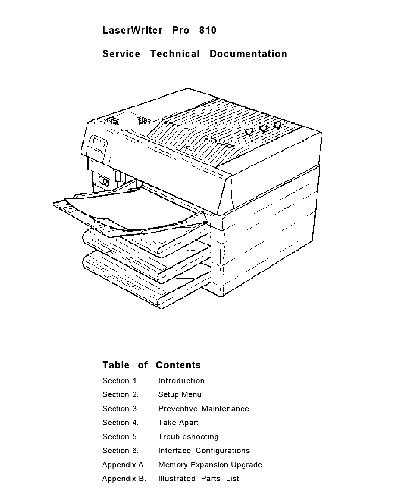 LaserWriter Pro 810
Service Technical Documentation
Table of Contents
Section 1. Introduction
Section 2. Setup Menu
Section 3. Preventive Maintenance
Section 4. Take Apart
Section 5. Troubleshooting
Section 6. Interface Configurations
Appendix A. Memory Expansion Upgrade
Appendix B. Illustrated Parts List